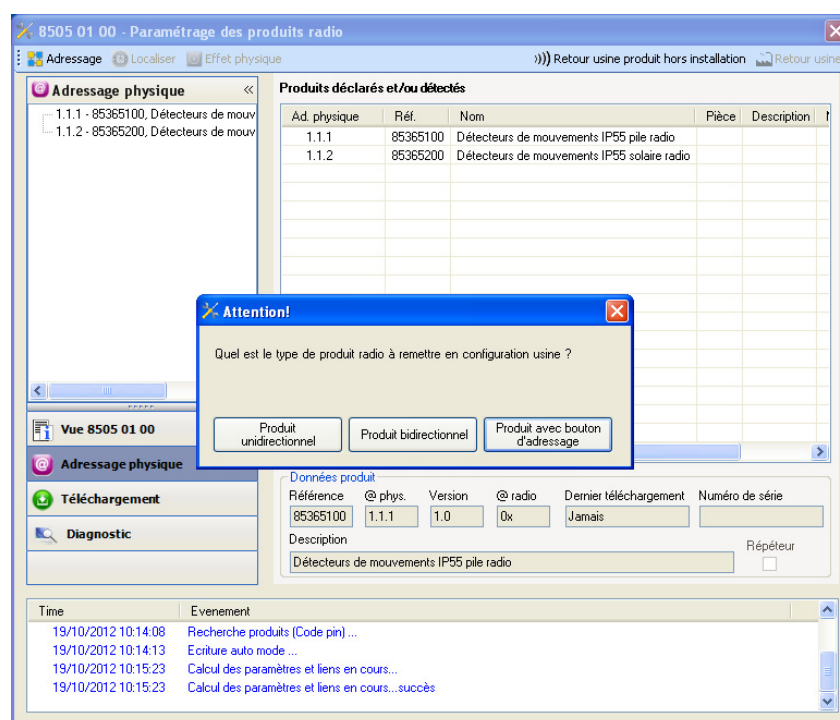 8505 01 00 - Paramétrage des produits radio
Adressage Localiser Effet physique ))) Retour usine produit hors installation Retour usine
Adressage physique «
1.1.1 - 85365100, Détecteurs de mouv
1.1.2 - 85365200, Détecteurs de mouv
Produits déclarés et/ou détectés
Ad. physique Réf. Nom Pièce Description
1.1.1 85365100 Détecteurs de mouvements IP55 pile radio
1.1.2 85365200 Détecteurs de mouvements IP55 solaire radio
Attention!
Quel est le type de produit radio à remettre en configuration usine ?
Produit
unidirectionnel
Produit bidirectionnel
Produit avec bouton
d'adressage
Vue 8505 01 00
Adressage physique
Téléchargement
Diagnostic
Données produit
Référence @ phys. Version @ radio Dernier téléchargement Numéro de série
85365100 1.1.1 1.0 0x Jamais
Description
Répéteur
Détecteurs de mouvements IP55 pile radio
Time Evenement
19/10/2012 10:14:08 Recherche produits (Code pin) ...
19/10/2012 10:14:13 Ecriture auto mode ...
19/10/2012 10:15:23 Calcul des paramètres et liens en cours...
19/10/2012 10:15:23 Calcul des paramètres et liens en cours...succès